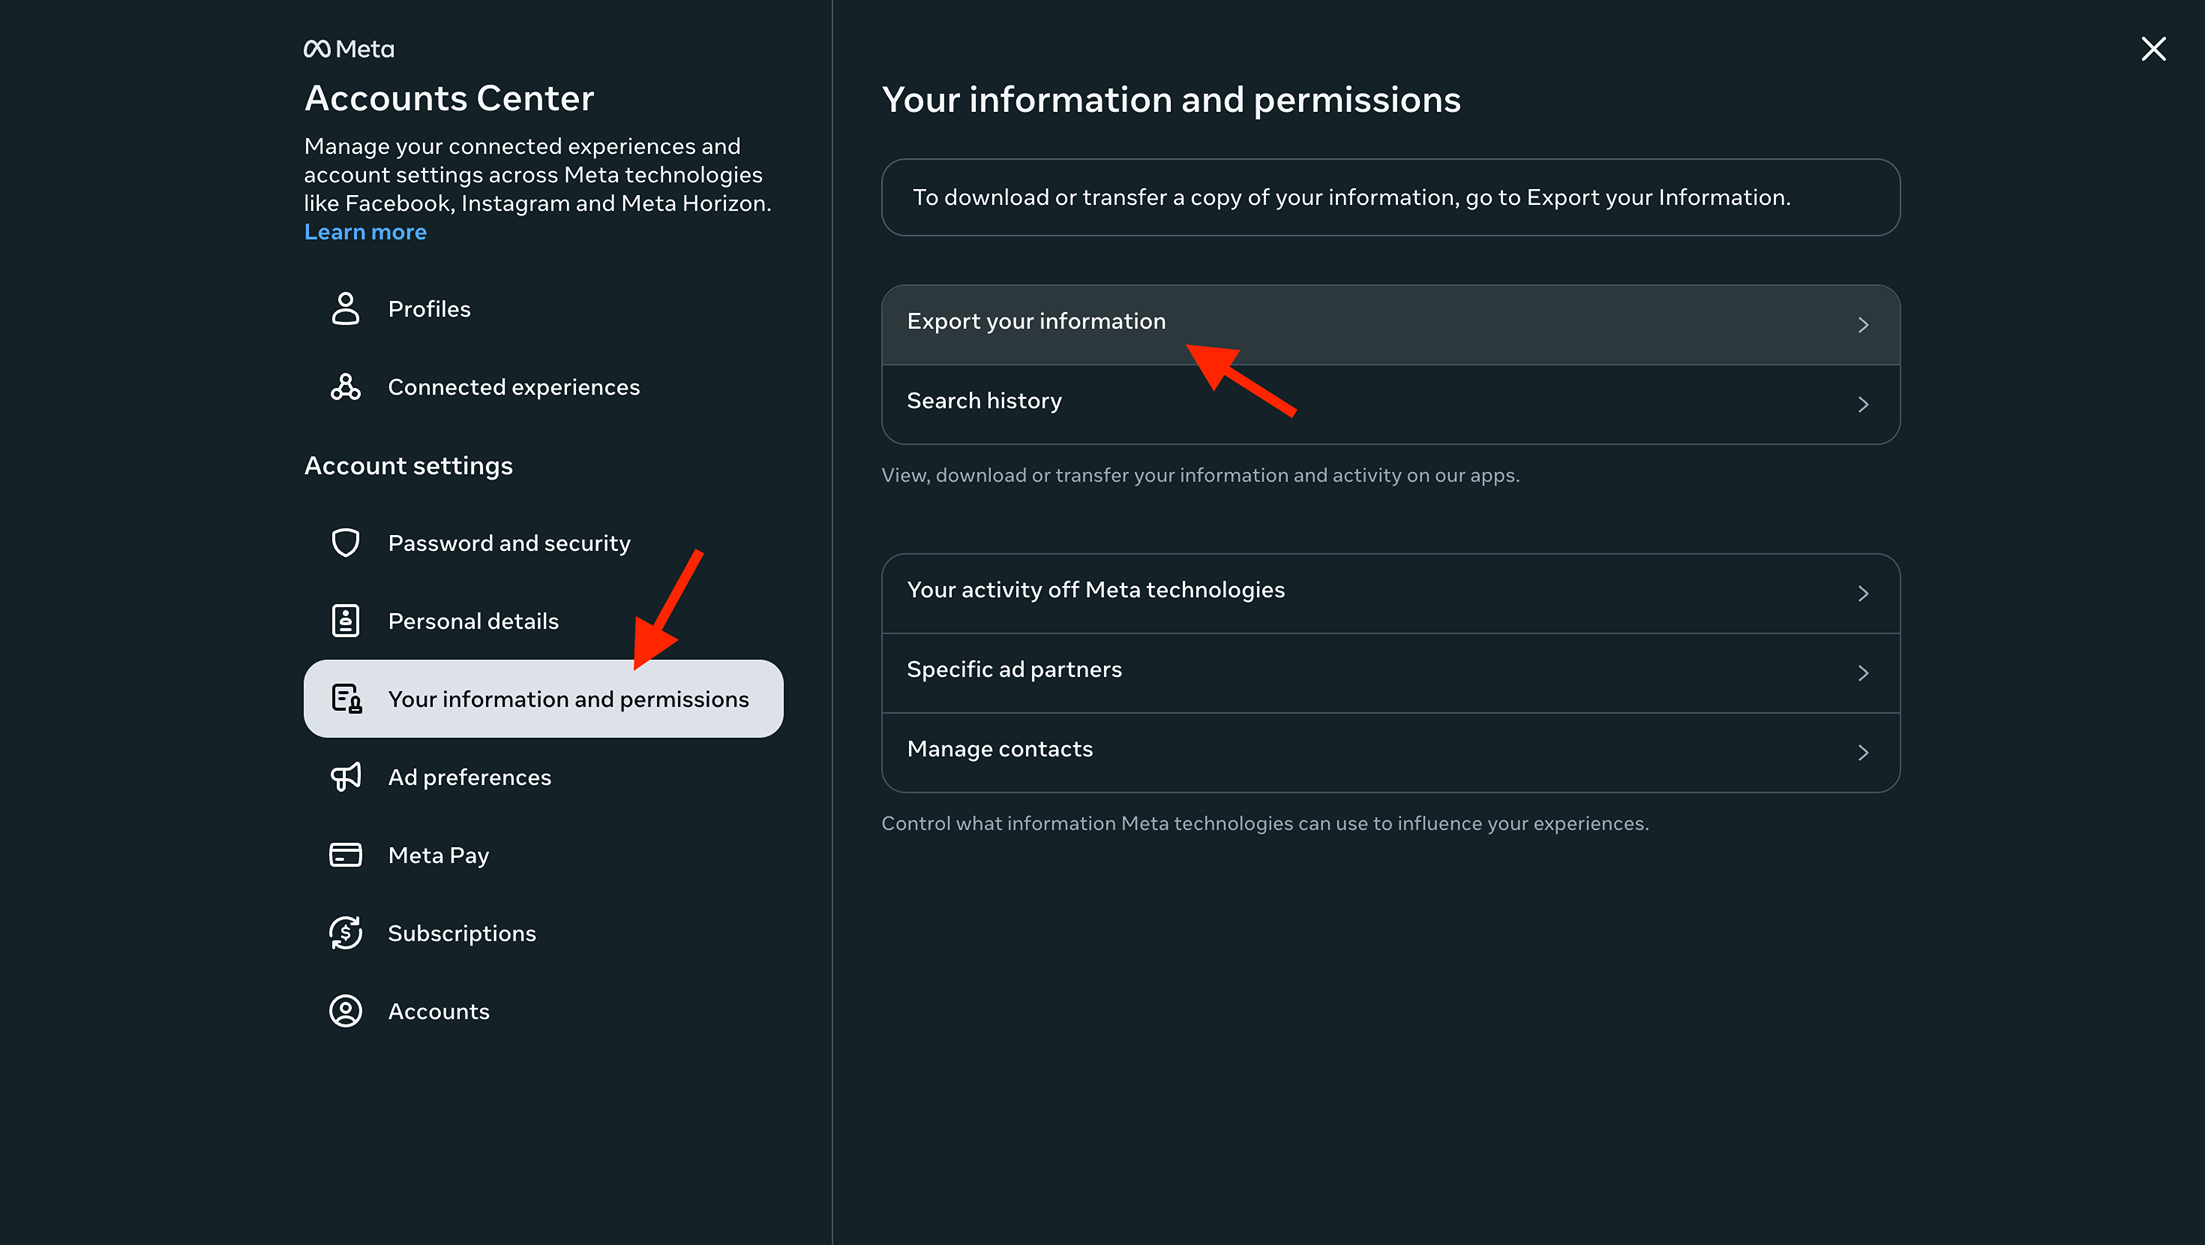 Meta
Accounts Center
Manage your connected experiences and
account settings across Meta technologies
like Facebook, Instagram and Meta Horizon.
Learn more
Profiles
Connected experiences
Account settings
Password and security
Personal details
Your information and permissions
Ad preferences
Meta Pay
Subscriptions
Accounts
Your information and permissions
To download or transfer a copy of your information, go to Export your Information.
Export your information
Search history
View, download or transfer your information and activity on our apps.
Your activity off Meta technologies
Specific ad partners
Manage contacts
Control what information Meta technologies can use to influence your experiences.